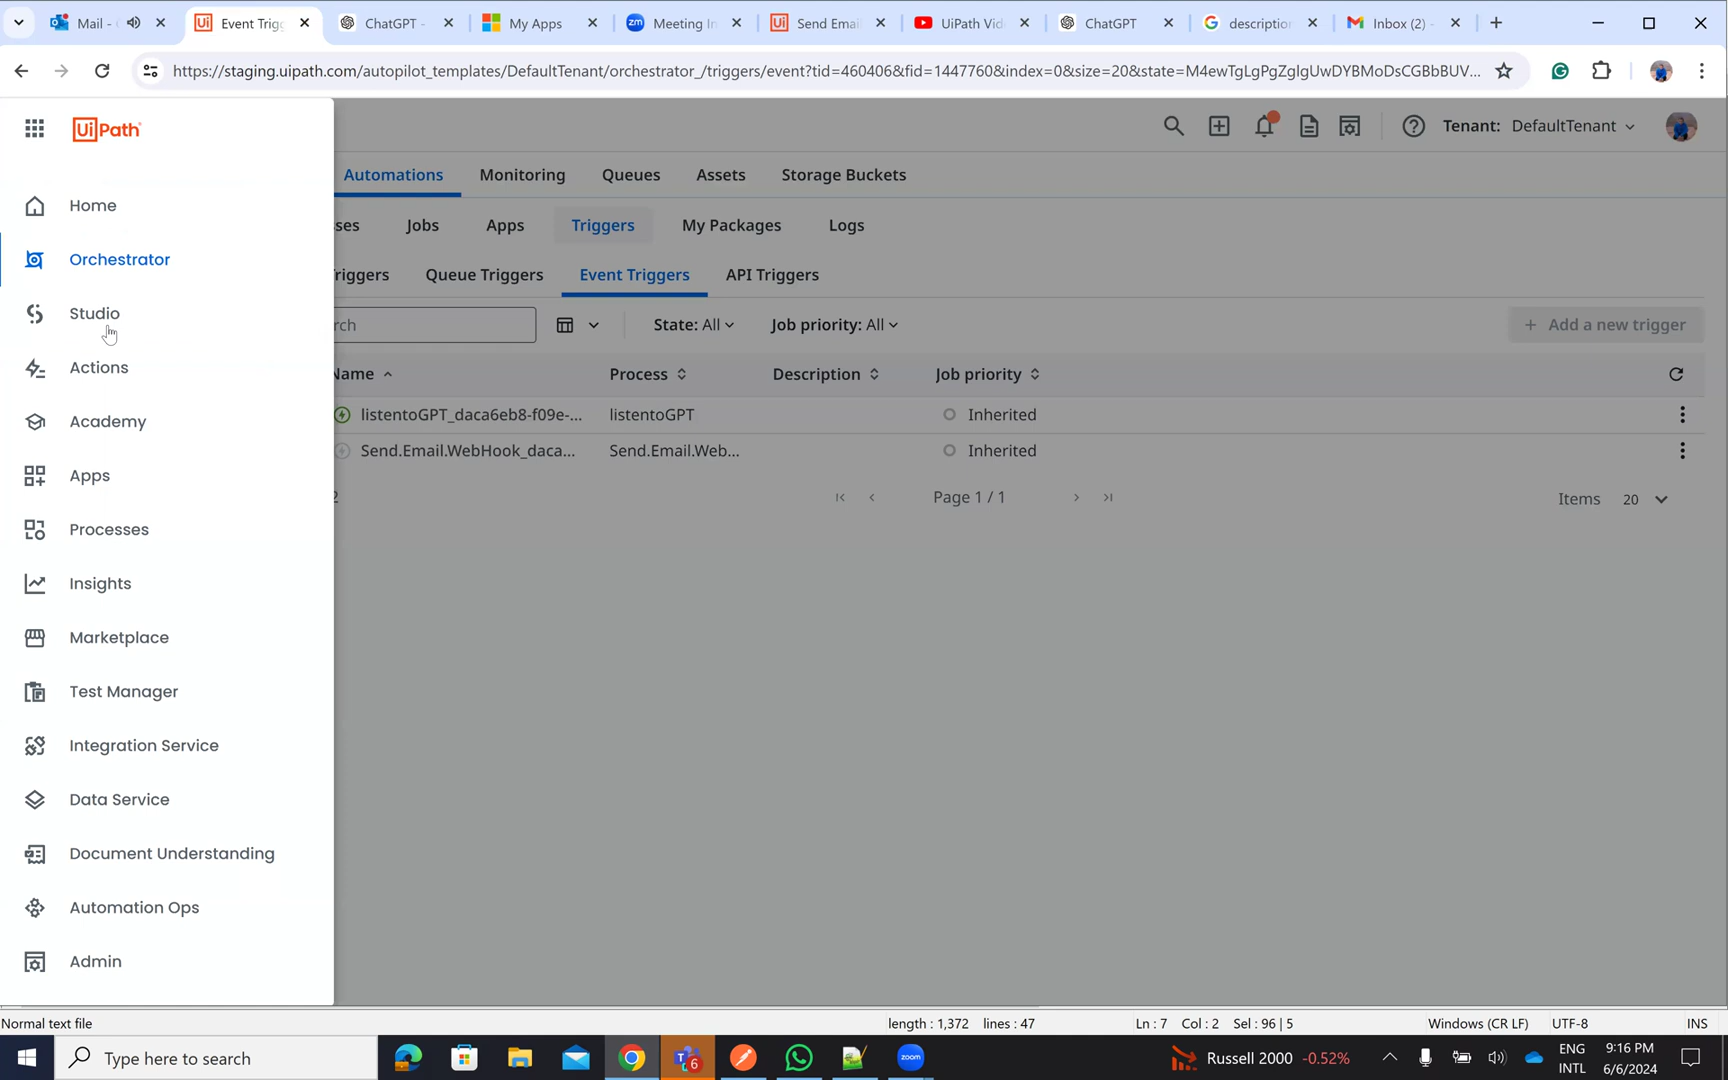 Mail -
Event Trigg
ChatGPT -
My Apps
Meeting In
Send Emai
UiPath Vid
ChatGPT
description
Inbox (2) -
https://staging.uipath.com/autopilot_templates/DefaultTenant/orchestrator_/triggers/event?tid=460406&fid=1447760&index=0&size=20&state=M4ewTgLgPgZglgUwDYBMoDsCGBbBUV...
UiPath
Tenant: DefaultTenant
Home
Orchestrator
Studio
Actions
Academy
Apps
Processes
Insights
Marketplace
Test Manager
Integration Service
Data Service
Document Understanding
Automation Ops
Admin
Automations Monitoring Queues Assets Storage Buckets
sses Jobs Apps Triggers My Packages Logs
Triggers Queue Triggers Event Triggers API Triggers
rch State: All Job priority: All + Add a new trigger
Name Process Description Job priority
listentoGPT_daca6eb8-f09e-... listentoGPT Inherited
Send.Email.WebHook_daca... Send.Email.Web... Inherited
2 Page 1 / 1 Items 20
Normal text file length : 1,372 lines : 47 Ln : 7 Col : 2 Sel : 96 | 5 Windows (CR LF) UTF-8 INS
Type here to search
6
zoom
Russell 2000 -0.52%
ENG
INTL
9:16 PM
6/6/2024